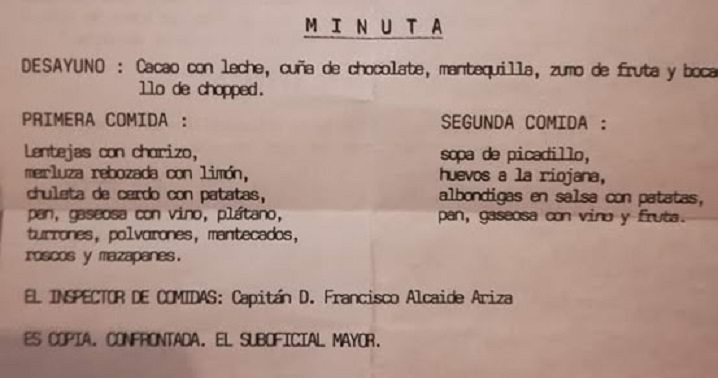 MINUTA
DESAYUNO : Cacao con leche, cuña de chocolate, mantequilla, zumo de fruta y boca
llo de chopped.
PRIMERA COMIDA :
Lentejas con chorizo,
merluza rebozada con limón,
chuleta de cerdo con patatas,
pan, gaseosa con vino, plátano,
turrones, polvorones, mantecados,
roscos y mazapanes.
SEGUNDA COMIDA :
sopa de picadillo,
huevos a la riojana,
albondigas en salsa con patatas,
pan, gaseosa con vino y fruta.
EL INSPECTOR DE COMIDAS: Capitán D. Francisco Alcaide Ariza
ES COPIA. CONFRONTADA. EL SUBOFICIAL MAYOR.